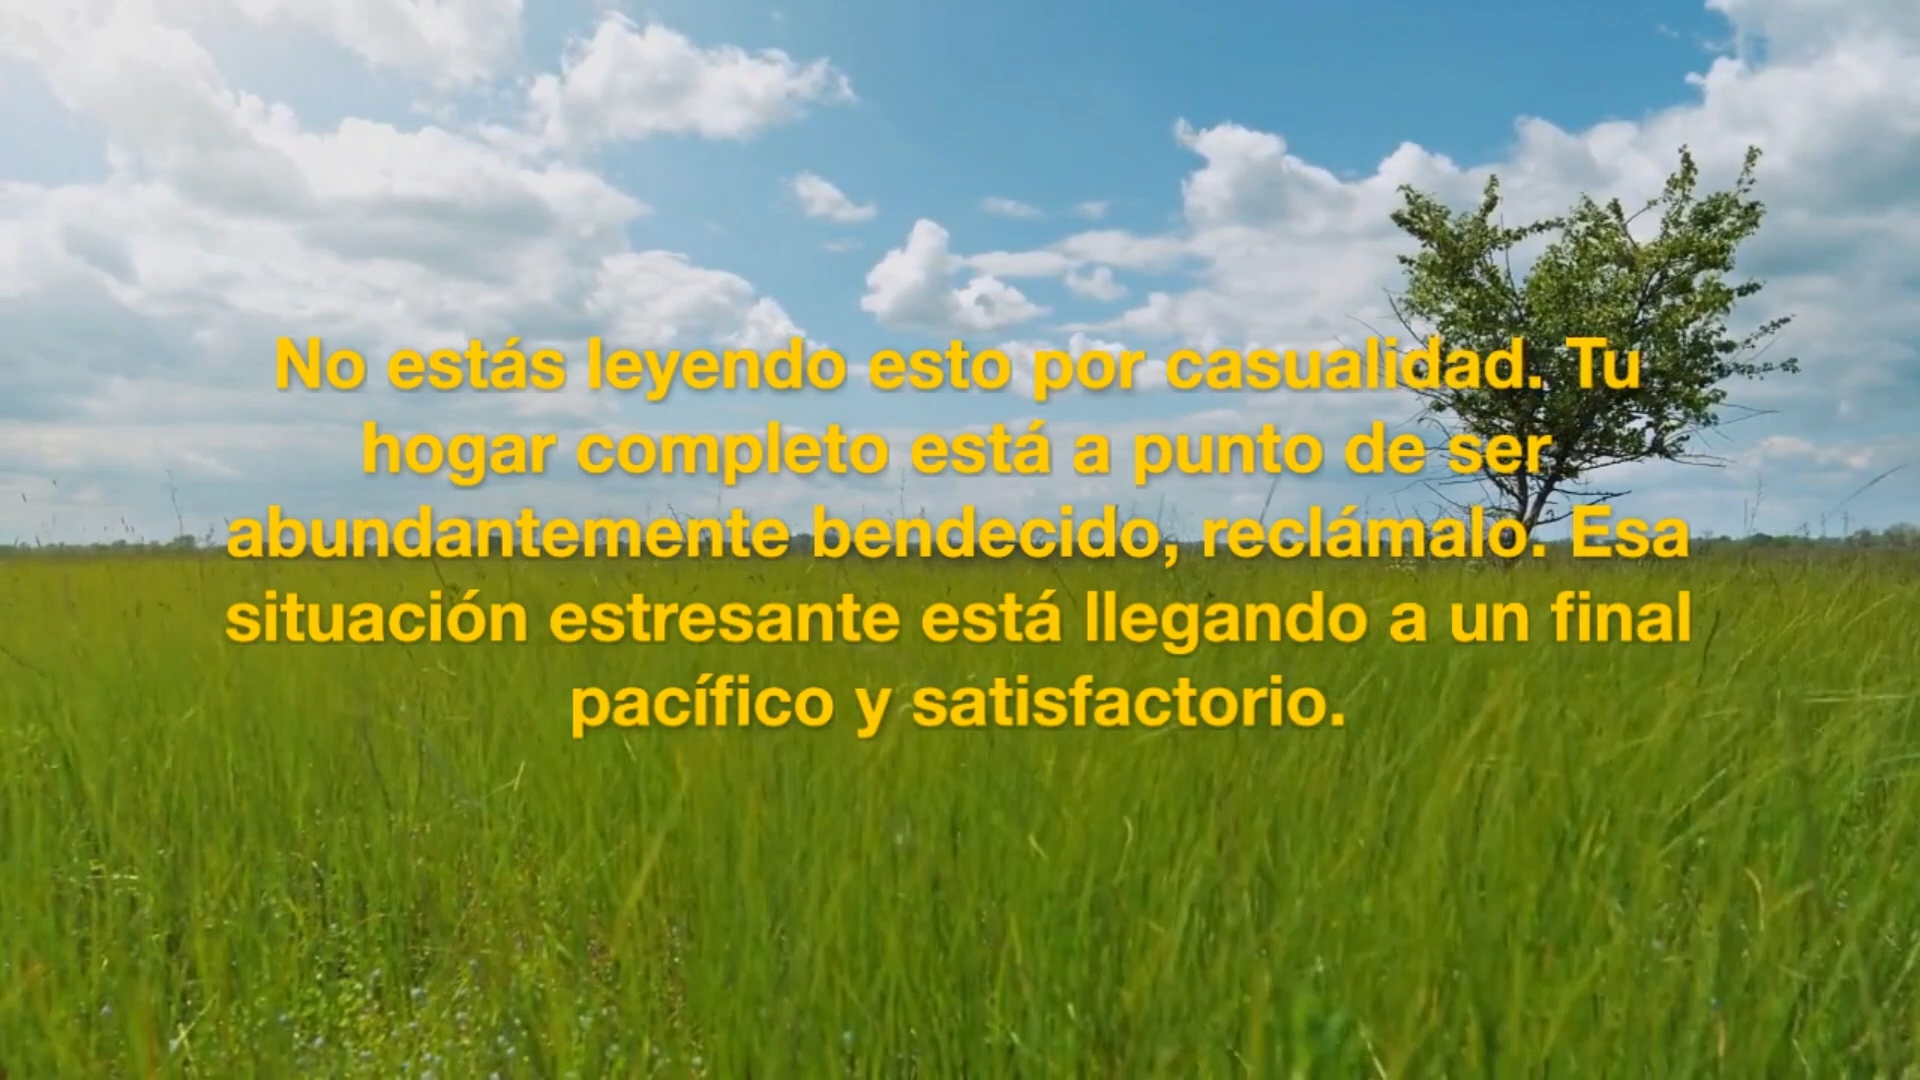 No estás leyendo esto por casualidad. Tu
hogar completo está a punto de ser
abundantemente bendecido, reclámalo. Esa
situación estresante está llegando a un final
pacífico y satisfactorio.